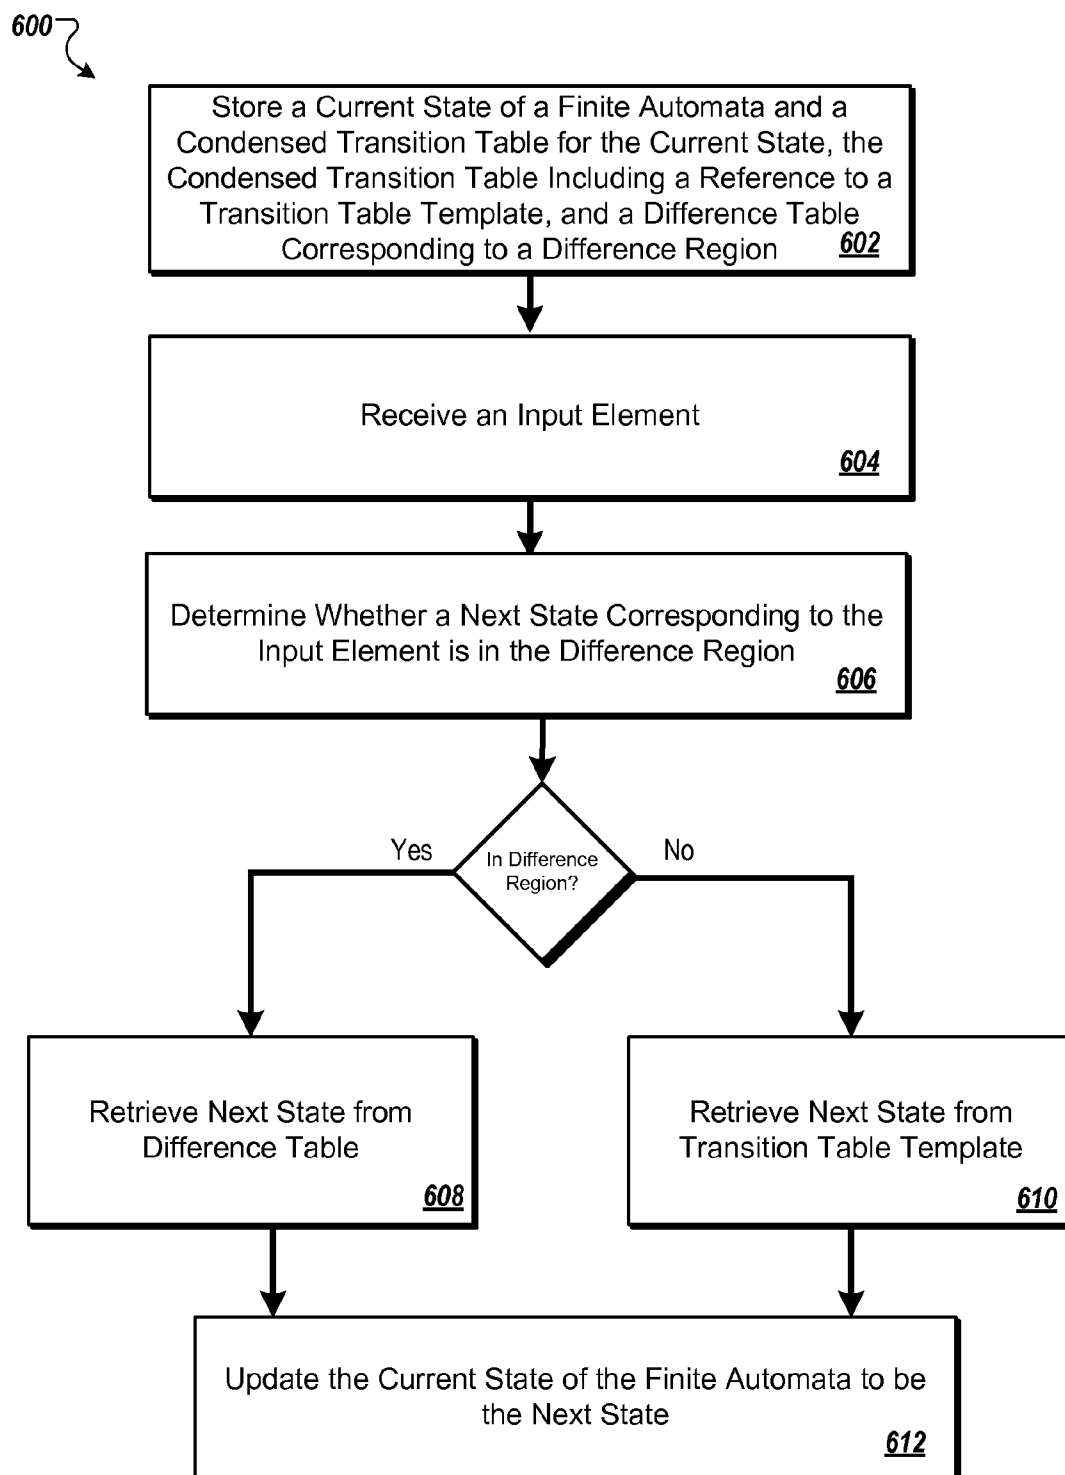 600
Store a Current State of a Finite Automata and a
Condensed Transition Table for the Current State, the
Condensed Transition Table Including a Reference to a
Transition Table Template, and a Difference Table
Corresponding to a Difference Region
602
Receive an Input Element
604
Determine Whether a Next State Corresponding to the
Input Element is in the Difference Region
606
Yes
In Difference
Region?
No
Retrieve Next State from
Difference Table
608
Retrieve Next State from
Transition Table Template
610
Update the Current State of the Finite Automata to be
the Next State
612